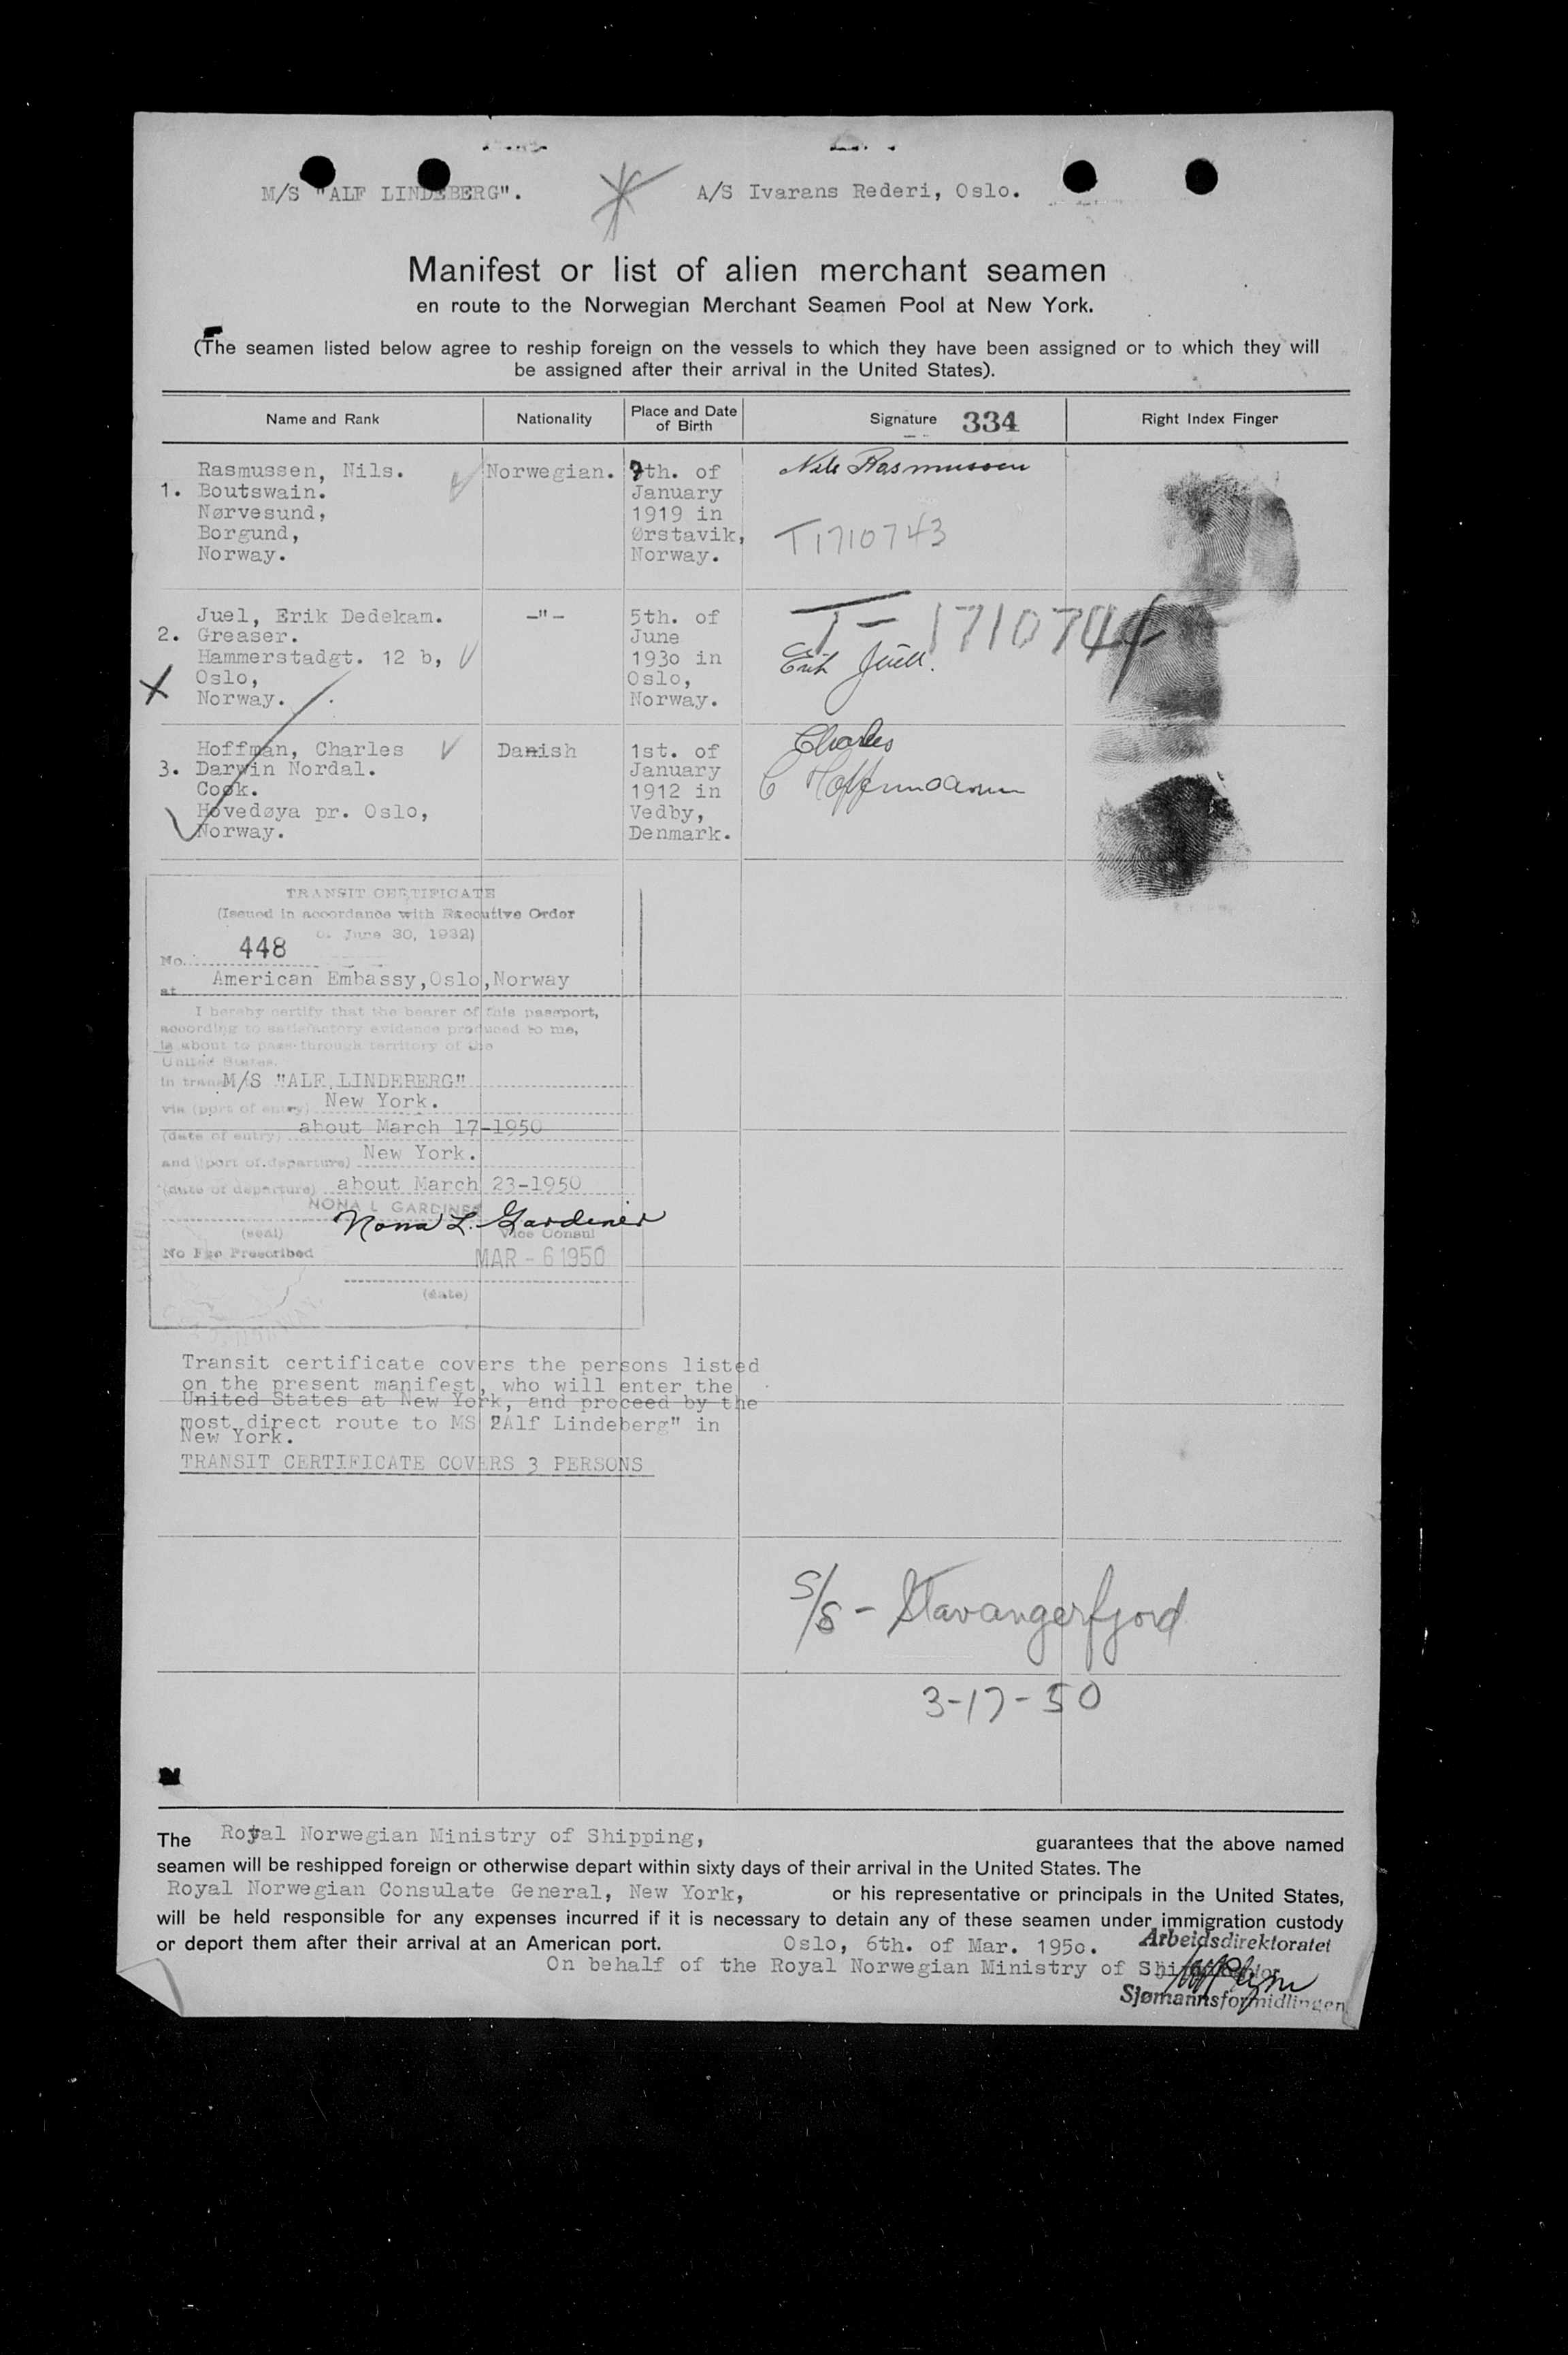 M/S "ALF LINDEBERG". A/S Ivarans Rederi, Oslo.
Manifest or list of alien merchant seamen
en route to the Norwegian Merchant Seamen Pool at New York.
(The seamen listed below agree to reship foreign on the vessels to which they have been assigned or to which they will
be assigned after their arrival in the United States).
Name and Rank Nationality Place and Date of Birth Signature 334 Right Index Finger
1. Rasmussen, Nils.
Boutswain.
Nørvesund,
Borgund,
Norway.
Norwegian.
9th. of
January
1919 in
Ørstavik,
Norway.
Nils Rasmussen
T1710743
2. Juel, Erik Dedekam.
Greaser.
Hammerstadgt. 12 b,
Oslo,
Norway.
-"-
5th. of
June
193o in
Oslo,
Norway.
T-1710744
Erik Juell.
3. Hoffman, Charles
Darwin Nordal.
Cook.
Hovedøya pr. Oslo,
Norway.
Danish
1st. of
January
1912 in
Vedby,
Denmark.
Charles
C Hoffmann
TRANSIT CERTIFICATE
(Issued in accordance with Executive Order
of June 30, 1932)
No. 448
at American Embassy,Oslo,Norway
I hereby certify that the bearer of this passport,
according to satisfactory evidence produced to me,
is about to pass through territory of the
United States.
in transit M/S "ALF LINDEBERG"
via (port of entry) New York.
(date of entry) about March 17-1950
and (port of departure) New York.
(date of departure) about March 23-1950
NONA L GARDINER
Nona L. Gardiner
(seal) Vice Consul
No Fee Prescribed MAR - 6 1950
(date)
Transit certificate covers the persons listed
on the present manifest, who will enter the
United States at New York, and proceed by the
most direct route to MS "Alf Lindeberg" in
New York.
TRANSIT CERTIFICATE COVERS 3 PERSONS
S/S - Stavangerfjord
3-17-50
The Royal Norwegian Ministry of Shipping, guarantees that the above named
seamen will be reshipped foreign or otherwise depart within sixty days of their arrival in the United States. The
Royal Norwegian Consulate General, New York, or his representative or principals in the United States,
will be held responsible for any expenses incurred if it is necessary to detain any of these seamen under immigration custody
or deport them after their arrival at an American port. Oslo, 6th. of Mar. 195o. Arbeidsdirektoratet
On behalf of the Royal Norwegian Ministry of
Sjømannsformidlingen